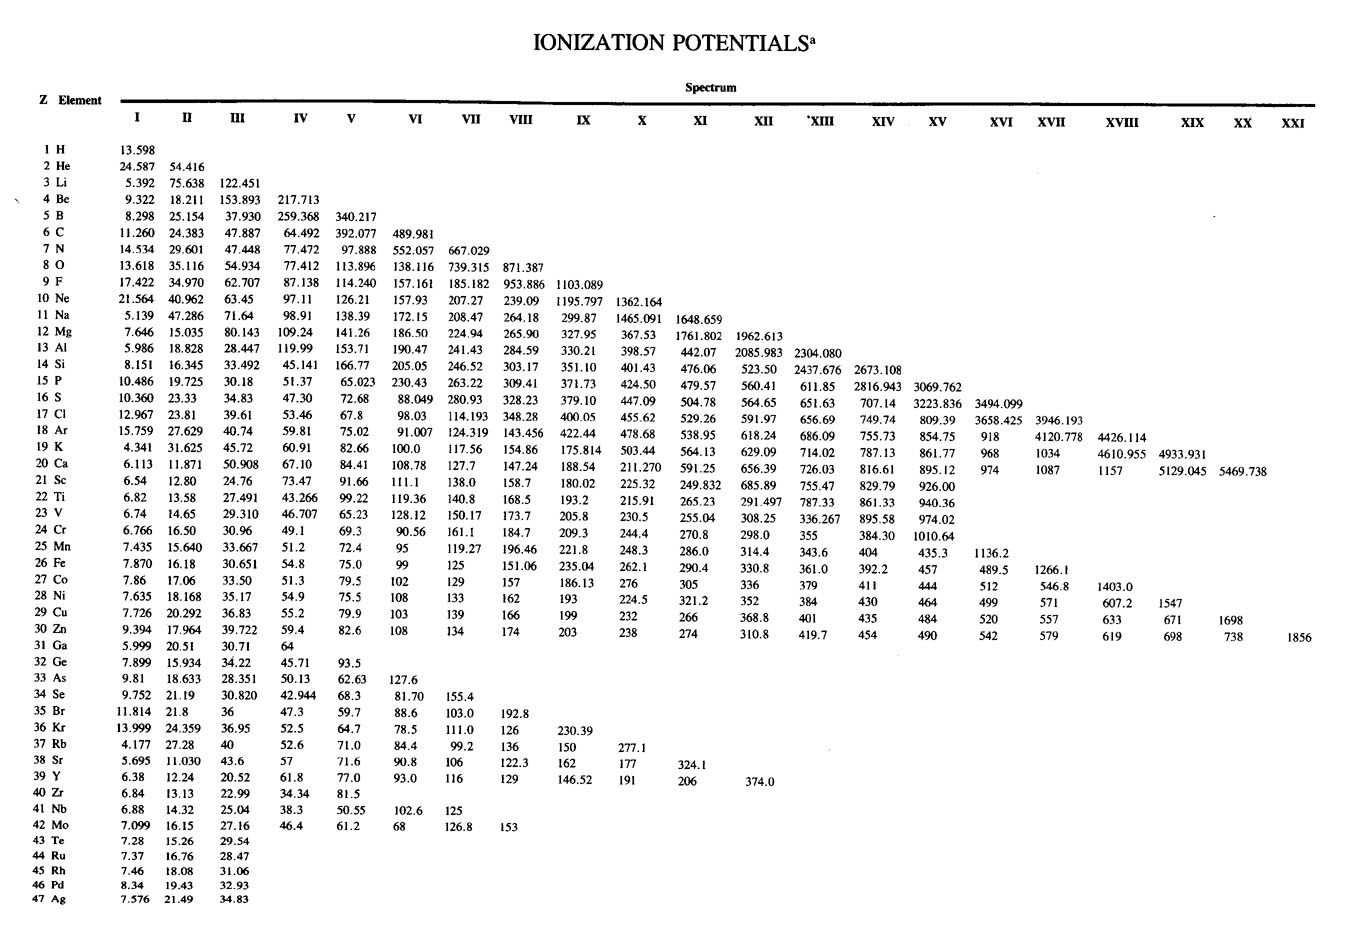 IONIZATION POTENTIALSᵃ
Spectrum
Z Element
I II III IV V VI VII VIII IX X XI XII XIII XIV XV XVI XVII XVIII XIX XX XXI
1 H 13.598
2 He 24.587 54.416
3 Li 5.392 75.638 122.451
4 Be 9.322 18.211 153.893 217.713
5 B 8.298 25.154 37.930 259.368 340.217
6 C 11.260 24.383 47.887 64.492 392.077 489.981
7 N 14.534 29.601 47.448 77.472 97.888 552.057 667.029
8 O 13.618 35.116 54.934 77.412 113.896 138.116 739.315 871.387
9 F 17.422 34.970 62.707 87.138 114.240 157.161 185.182 953.886 1103.089
10 Ne 21.564 40.962 63.45 97.11 126.21 157.93 207.27 239.09 1195.797 1362.164
11 Na 5.139 47.286 71.64 98.91 138.39 172.15 208.47 264.18 299.87 1465.091 1648.659
12 Mg 7.646 15.035 80.143 109.24 141.26 186.50 224.94 265.90 327.95 367.53 1761.802 1962.613
13 Al 5.986 18.828 28.447 119.99 153.71 190.47 241.43 284.59 330.21 398.57 442.07 2085.983 2304.080
14 Si 8.151 16.345 33.492 45.141 166.77 205.05 246.52 303.17 351.10 401.43 476.06 523.50 2437.676 2673.108
15 P 10.486 19.725 30.18 51.37 65.023 230.43 263.22 309.41 371.73 424.50 479.57 560.41 611.85 2816.943 3069.762
16 S 10.360 23.33 34.83 47.30 72.68 88.049 280.93 328.23 379.10 447.09 504.78 564.65 651.63 707.14 3223.836 3494.099
17 Cl 12.967 23.81 39.61 53.46 67.8 98.03 114.193 348.28 400.05 455.62 529.26 591.97 656.69 749.74 809.39 3658.425 3946.193
18 Ar 15.759 27.629 40.74 59.81 75.02 91.007 124.319 143.456 422.44 478.68 538.95 618.24 686.09 755.73 854.75 918 4120.778 4426.114
19 K 4.341 31.625 45.72 60.91 82.66 100.0 117.56 154.86 175.814 503.44 564.13 629.09 714.02 787.13 861.77 968 1034 4610.955 4933.931
20 Ca 6.113 11.871 50.908 67.10 84.41 108.78 127.7 147.24 188.54 211.270 591.25 656.39 726.03 816.61 895.12 974 1087 1157 5129.045 5469.738
21 Sc 6.54 12.80 24.76 73.47 91.66 111.1 138.0 158.7 180.02 225.32 249.832 685.89 755.47 829.79 926.00
22 Ti 6.82 13.58 27.491 43.266 99.22 119.36 140.8 168.5 193.2 215.91 265.23 291.497 787.33 861.33 940.36
23 V 6.74 14.65 29.310 46.707 65.23 128.12 150.17 173.7 205.8 230.5 255.04 308.25 336.267 895.58 974.02
24 Cr 6.766 16.50 30.96 49.1 69.3 90.56 161.1 184.7 209.3 244.4 270.8 298.0 355 384.30 1010.64
25 Mn 7.435 15.640 33.667 51.2 72.4 95 119.27 196.46 221.8 248.3 286.0 314.4 343.6 404 435.3 1136.2
26 Fe 7.870 16.18 30.651 54.8 75.0 99 125 151.06 235.04 262.1 290.4 330.8 361.0 392.2 457 489.5 1266.1
27 Co 7.86 17.06 33.50 51.3 79.5 102 129 157 186.13 276 305 336 379 411 444 512 546.8 1403.0
28 Ni 7.635 18.168 35.17 54.9 75.5 108 133 162 193 224.5 321.2 352 384 430 464 499 571 607.2 1547
29 Cu 7.726 20.292 36.83 55.2 79.9 103 139 166 199 232 266 368.8 401 435 484 520 557 633 671 1698
30 Zn 9.394 17.964 39.722 59.4 82.6 108 134 174 203 238 274 310.8 419.7 454 490 542 579 619 698 738 1856
31 Ga 5.999 20.51 30.71 64
32 Ge 7.899 15.934 34.22 45.71 93.5
33 As 9.81 18.633 28.351 50.13 62.63 127.6
34 Se 9.752 21.19 30.820 42.944 68.3 81.70 155.4
35 Br 11.814 21.8 36 47.3 59.7 88.6 103.0 192.8
36 Kr 13.999 24.359 36.95 52.5 64.7 78.5 111.0 126 230.39
37 Rb 4.177 27.28 40 52.6 71.0 84.4 99.2 136 150 277.1
38 Sr 5.695 11.030 43.6 57 71.6 90.8 106 122.3 162 177 324.1
39 Y 6.38 12.24 20.52 61.8 77.0 93.0 116 129 146.52 191 206 374.0
40 Zr 6.84 13.13 22.99 34.34 81.5
41 Nb 6.88 14.32 25.04 38.3 50.55 102.6 125
42 Mo 7.099 16.15 27.16 46.4 61.2 68 126.8 153
43 Te 7.28 15.26 29.54
44 Ru 7.37 16.76 28.47
45 Rh 7.46 18.08 31.06
46 Pd 8.34 19.43 32.93
47 Ag 7.576 21.49 34.83